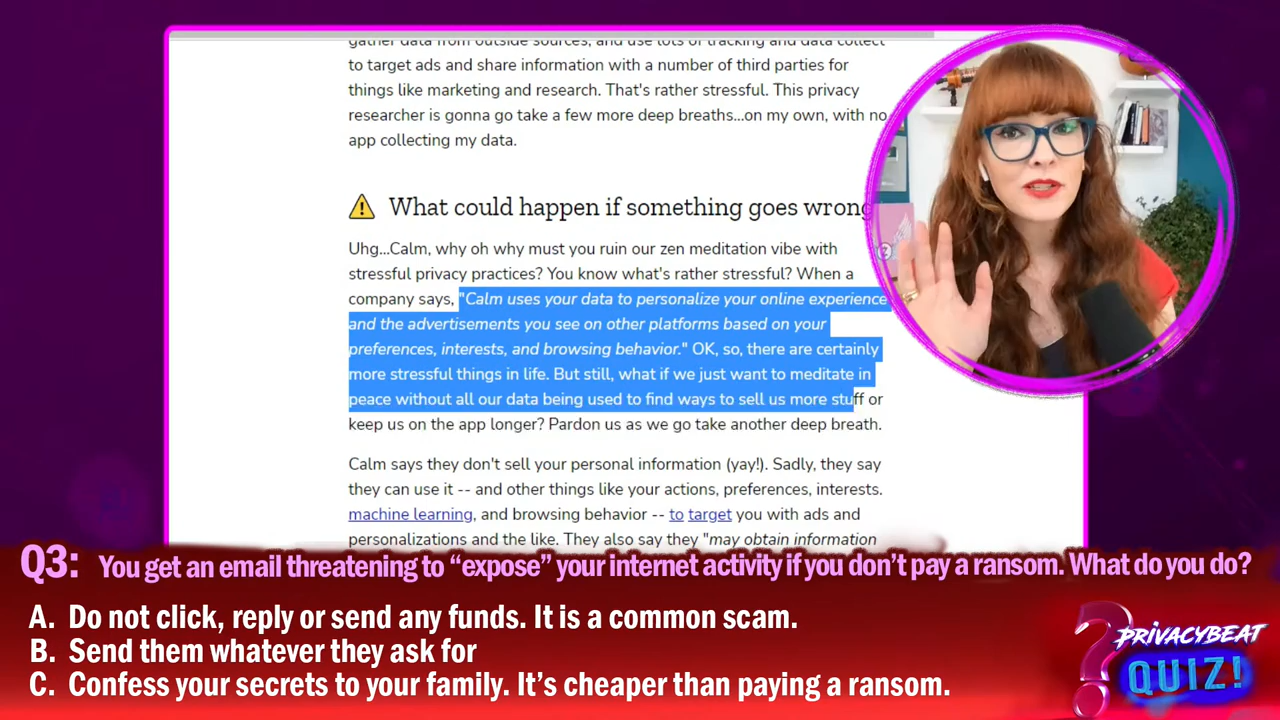 gather data from outside sources, and use lots of tracking and data collect
to target ads and share information with a number of third parties for
things like marketing and research. That's rather stressful. This privacy
researcher is gonna go take a few more deep breaths...on my own, with no
app collecting my data.
What could happen if something goes wrong
Uhg...Calm, why oh why must you ruin our zen meditation vibe with
stressful privacy practices? You know what's rather stressful? When a
company says, "Calm uses your data to personalize your online experience
and the advertisements you see on other platforms based on your
preferences, interests, and browsing behavior." OK, so, there are certainly
more stressful things in life. But still, what if we just want to meditate in
peace without all our data being used to find ways to sell us more stuff or
keep us on the app longer? Pardon us as we go take another deep breath.
Calm says they don't sell your personal information (yay!). Sadly, they say
they can use it -- and other things like your actions, preferences, interests.
machine learning, and browsing behavior -- to target you with ads and
personalizations and the like. They also say they "may obtain information
Q3: You get an email threatening to “expose” your internet activity if you don’t pay a ransom. What do you do?
A. Do not click, reply or send any funds. It is a common scam.
B. Send them whatever they ask for
C. Confess your secrets to your family. It’s cheaper than paying a ransom.
? PRIVACYBEAT
QUIZ!